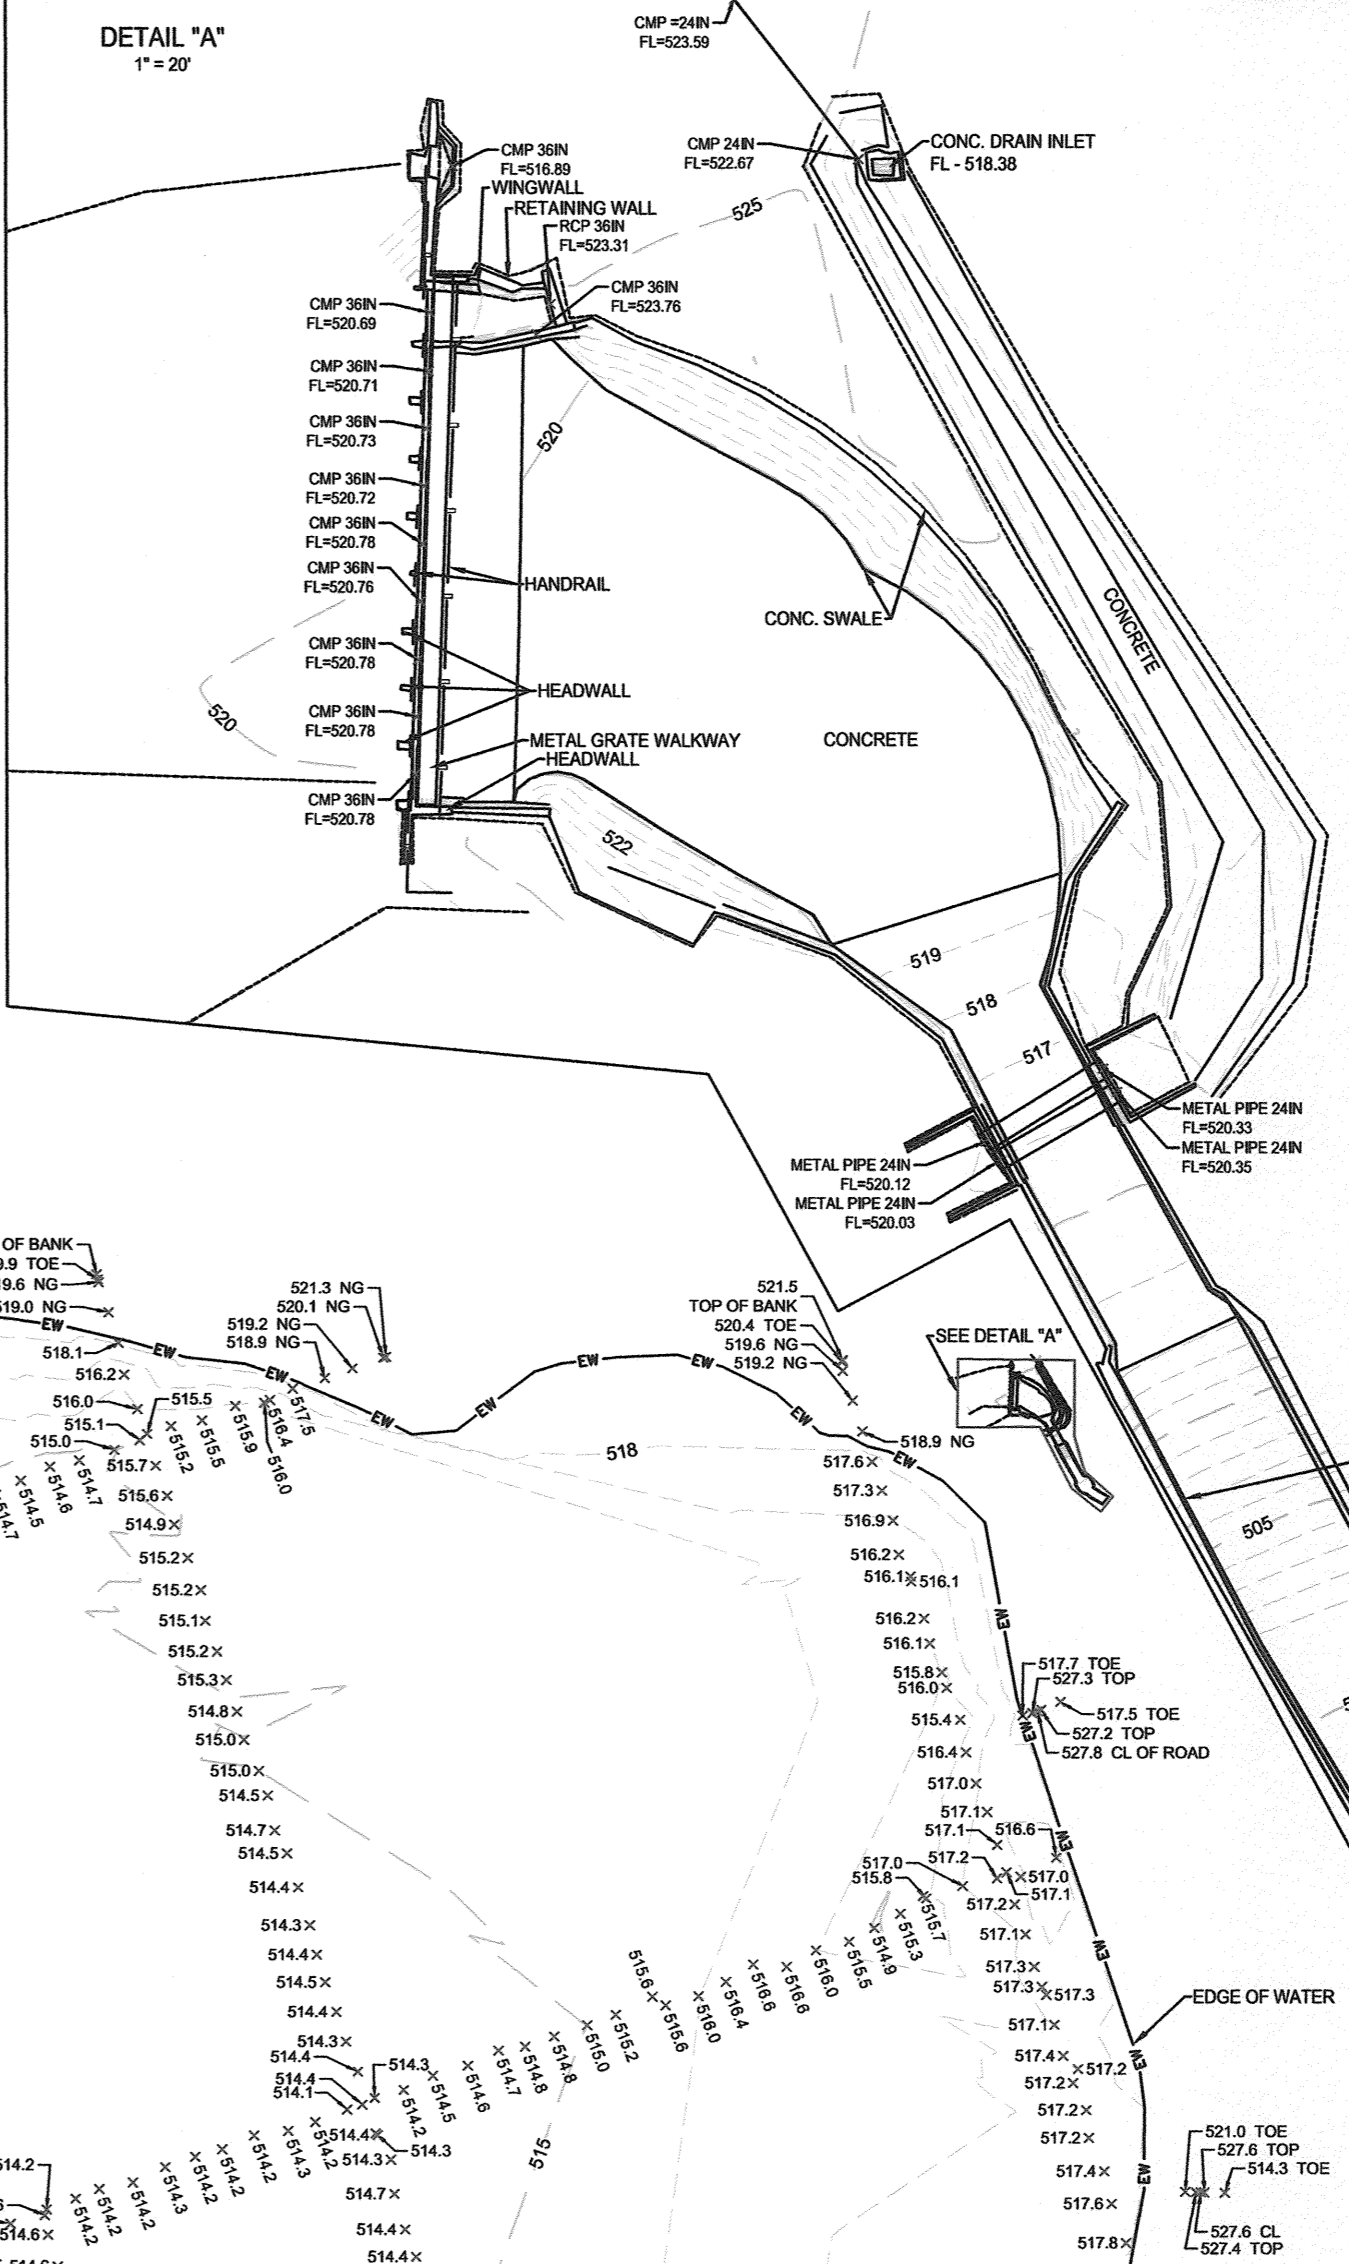 DETAIL "A"
1" = 20'
CMP =24IN
FL=523.59
CMP 36IN
FL=516.89
WINGWALL
RETAINING WALL
RCP 36IN
FL=523.31
CMP 36IN
FL=523.76
CMP 24IN
FL=522.67
CONC. DRAIN INLET
FL - 518.38
525
CMP 36IN
FL=520.69
CMP 36IN
FL=520.71
CMP 36IN
FL=520.73
CMP 36IN
FL=520.72
CMP 36IN
FL=520.78
CMP 36IN
FL=520.76
CMP 36IN
FL=520.78
CMP 36IN
FL=520.78
CMP 36IN
FL=520.78
520
520
HANDRAIL
CONC. SWALE
HEADWALL
METAL GRATE WALKWAY
HEADWALL
CONCRETE
CONCRETE
522
519
518
517
METAL PIPE 24IN
FL=520.33
METAL PIPE 24IN
FL=520.35
METAL PIPE 24IN
FL=520.12
METAL PIPE 24IN
FL=520.03
OF BANK
9.9 TOE
19.6 NG
519.0 NG
EW
518.1
EW
516.2
516.0
515.5
515.1
515.0
515.2
515.5
515.9
516.4
517.5
516.0
EW
521.3 NG
520.1 NG
519.2 NG
518.9 NG
EW
EW
EW
EW
521.5
TOP OF BANK
520.4 TOE
519.6 NG
519.2 NG
EW
518.9 NG
EW
SEE DETAIL "A"
518
505
515.7
514.7
514.6
514.5
514.7
515.6
514.9
515.2
515.2
515.1
515.2
515.3
514.8
515.0
515.0
514.5
514.7
514.5
514.4
514.3
514.4
514.5
514.4
514.3
514.4
514.3
514.4
514.1
514.4
514.3
514.3
514.7
514.4
514.4
517.6
517.3
516.9
516.2
516.1
516.1
516.2
516.1
515.8
516.0
515.4
516.4
517.0
517.1
517.1
516.6
517.2
517.0
517.1
517.0
515.8
517.2
517.1
517.3
517.3
517.3
517.1
517.4
517.2
517.2
517.2
517.2
517.4
517.6
517.8
EW
517.7 TOE
527.3 TOP
517.5 TOE
527.2 TOP
527.8 CL OF ROAD
EW
EW
EW
EDGE OF WATER
EW
EW
521.0 TOE
527.6 TOP
514.3 TOE
527.6 CL
527.4 TOP
515.7
515.3
514.9
515.5
516.0
516.6
516.6
516.4
516.0
515.6
515.6
515.2
515.0
514.8
514.8
514.7
514.6
514.5
514.2
514.2
514.3
514.2
514.2
514.2
514.3
514.2
514.2
514.2
514.2
514.6
515